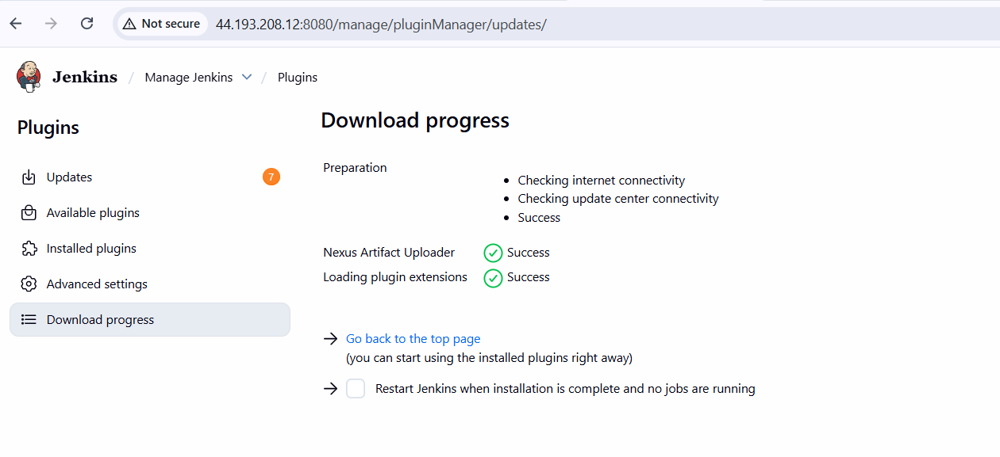 Not secure 44.193.208.12:8080/manage/pluginManager/updates/
Jenkins / Manage Jenkins / Plugins
Plugins
Updates 7
Available plugins
Installed plugins
Advanced settings
Download progress
Download progress
Preparation
Checking internet connectivity
Checking update center connectivity
Success
Nexus Artifact Uploader Success
Loading plugin extensions Success
Go back to the top page
(you can start using the installed plugins right away)
Restart Jenkins when installation is complete and no jobs are running